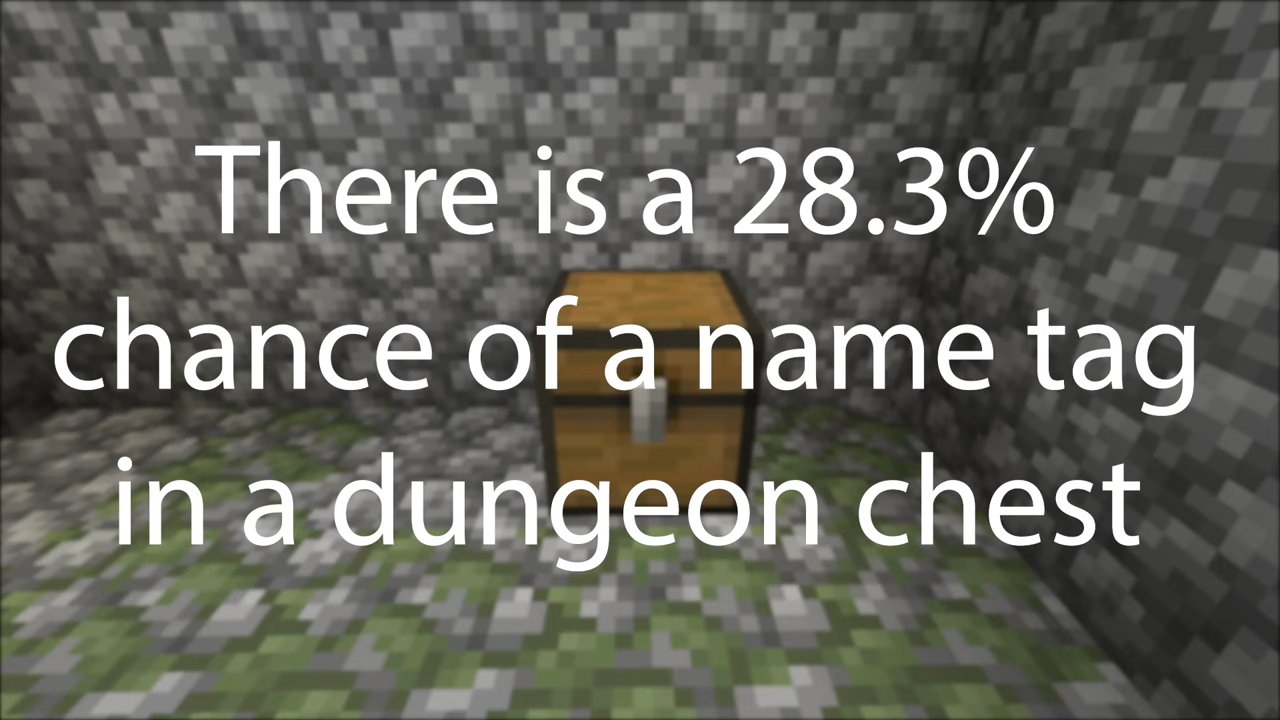 There is a 28.3%
chance of a name tag
in a dungeon chest